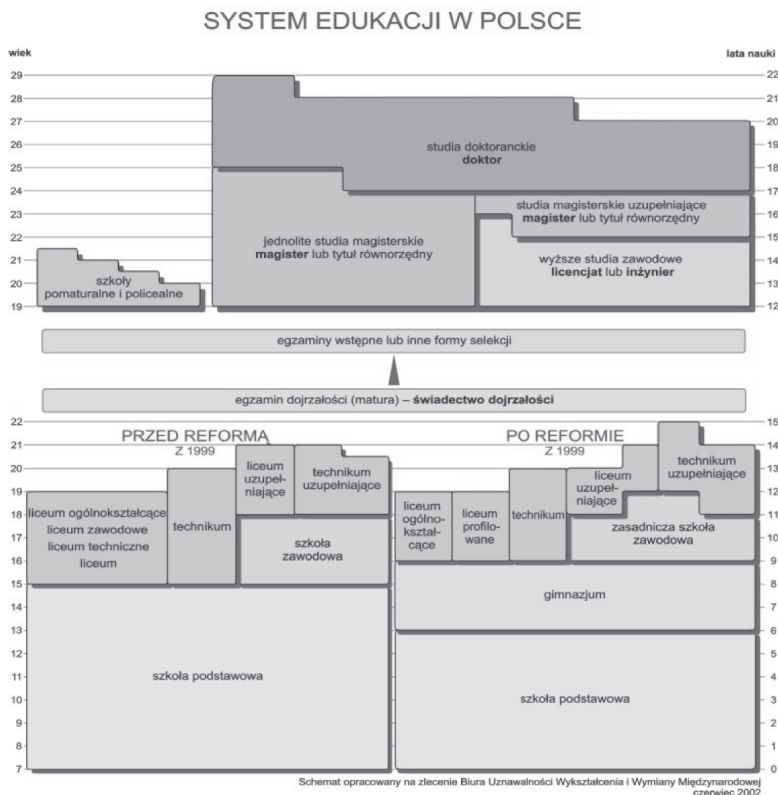 SYSTEM EDUKACJI W POLSCE
wiek
lata nauki
29
28
27
26
25
24
23
22
21
20
19
22
21
20
19
18
17
16
15
14
13
12
studia doktoranckie
doktor
jednolite studia magisterskie
magister lub tytuł równorzędny
studia magisterskie uzupełniające
magister lub tytuł równorzędny
wyższe studia zawodowe
licencjat lub inżynier
szkoły
pomaturalne i policealne
egzaminy wstępne lub inne formy selekcji
egzamin dojrzałości (matura) – świadectwo dojrzałości
22
21
20
19
18
17
16
15
14
13
12
11
10
9
8
7
PRZED REFORMĄ
Z 1999
liceum ogólnokształcące
liceum zawodowe
liceum techniczne
liceum
technikum
liceum
uzupeł-
niające
technikum
uzupełniające
szkoła
zawodowa
szkoła podstawowa
PO REFORMIE
Z 1999
liceum
ogólno-
kształ-
cące
liceum
profilo-
wane
technikum
liceum
uzupeł-
niające
technikum
uzupełniające
zasadnicza szkoła
zawodowa
gimnazjum
szkoła podstawowa
15
14
13
12
11
10
9
8
7
6
5
4
3
2
1
0
Schemat opracowany na zlecenie Biura Uznawalności Wykształcenia i Wymiany Międzynarodowej
czerwiec 2002